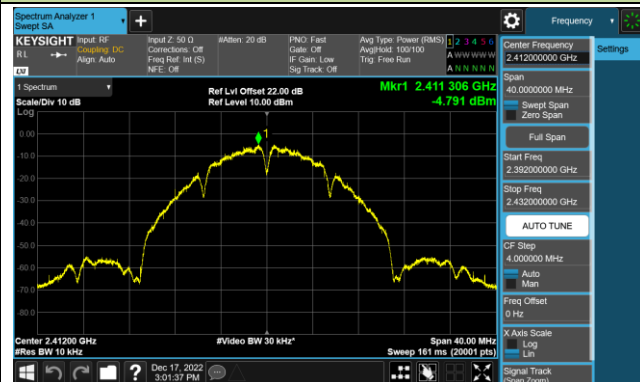 Spectrum Analyzer 1
Swept SA
Frequency
KEYSIGHT
RL
Input: RF
Coupling: DC
Align: Auto
Input Z: 50 Ω
Corrections: Off
Freq Ref: Int (S)
NFE: Off
#Atten: 20 dB
PNO: Fast
Gate: Off
IF Gain: Low
Sig Track: Off
Avg Type: Power (RMS)
Avg|Hold: 100/100
Trig: Free Run
1 2 3 4 5 6
A W W W W W
A N N N N N
1 Spectrum
Scale/Div 10 dB
Log
Ref Lvl Offset 22.00 dB
Ref Level 10.00 dBm
Mkr1 2.411 306 GHz
-4.791 dBm
1
0.00
-10.0
-20.0
-30.0
-40.0
-50.0
-60.0
-70.0
-80.0
Center 2.41200 GHz
#Res BW 10 kHz
#Video BW 30 kHz*
Span 40.00 MHz
Sweep 161 ms (20001 pts)
Dec 17, 2022
3:01:37 PM
Center Frequency
2.412000000 GHz
Span
40.0000000 MHz
Swept Span
Zero Span
Full Span
Start Freq
2.392000000 GHz
Stop Freq
2.432000000 GHz
AUTO TUNE
CF Step
4.000000 MHz
Auto
Man
Freq Offset
0 Hz
X Axis Scale
Log
Lin
Signal Track
(Span Zoom)
Settings